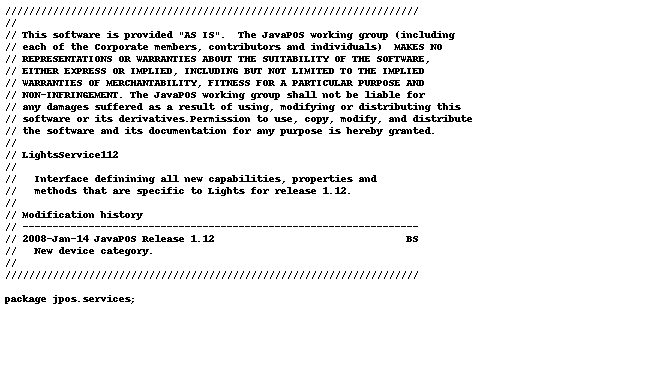 //////////////////////////////////////////////////////////////////////
//
// This software is provided "AS IS".  The JavaPOS working group (including
// each of the Corporate members, contributors and individuals)  MAKES NO
// REPRESENTATIONS OR WARRANTIES ABOUT THE SUITABILITY OF THE SOFTWARE,
// EITHER EXPRESS OR IMPLIED, INCLUDING BUT NOT LIMITED TO THE IMPLIED
// WARRANTIES OF MERCHANTABILITY, FITNESS FOR A PARTICULAR PURPOSE AND
// NON-INFRINGEMENT. The JavaPOS working group shall not be liable for
// any damages suffered as a result of using, modifying or distributing this
// software or its derivatives.Permission to use, copy, modify, and distribute
// the software and its documentation for any purpose is hereby granted.
//
// LightsService112
//
//   Interface definining all new capabilities, properties and
//   methods that are specific to Lights for release 1.12.
//
// Modification history
// ------------------------------------------------------------------
// 2008-Jan-14 JavaPOS Release 1.12                                BS
//   New device category.
//
//////////////////////////////////////////////////////////////////////
package jpos.services;